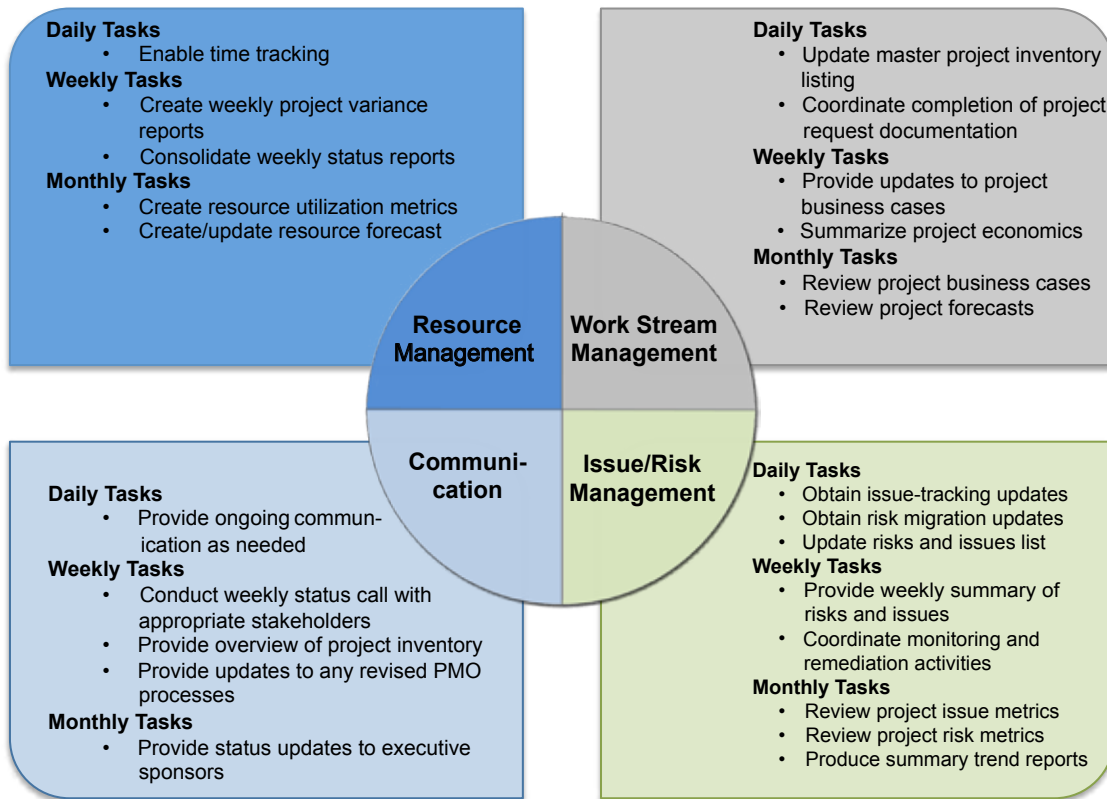 Daily Tasks
• Enable time tracking
Weekly Tasks
• Create weekly project variance
reports
• Consolidate weekly status reports
Monthly Tasks
• Create resource utilization metrics
• Create/update resource forecast
Daily Tasks
• Update master project inventory
listing
• Coordinate completion of project
request documentation
Weekly Tasks
• Provide updates to project
business cases
• Summarize project economics
Monthly Tasks
• Review project business cases
• Review project forecasts
Resource
Management
Work Stream
Management
Communi-
cation
Issue/Risk
Management
Daily Tasks
• Provide ongoing commun-
ication as needed
Weekly Tasks
• Conduct weekly status call with
appropriate stakeholders
• Provide overview of project inventory
• Provide updates to any revised PMO
processes
Monthly Tasks
• Provide status updates to executive
sponsors
Daily Tasks
• Obtain issue-tracking updates
• Obtain risk migration updates
• Update risks and issues list
Weekly Tasks
• Provide weekly summary of
risks and issues
• Coordinate monitoring and
remediation activities
Monthly Tasks
• Review project issue metrics
• Review project risk metrics
• Produce summary trend reports